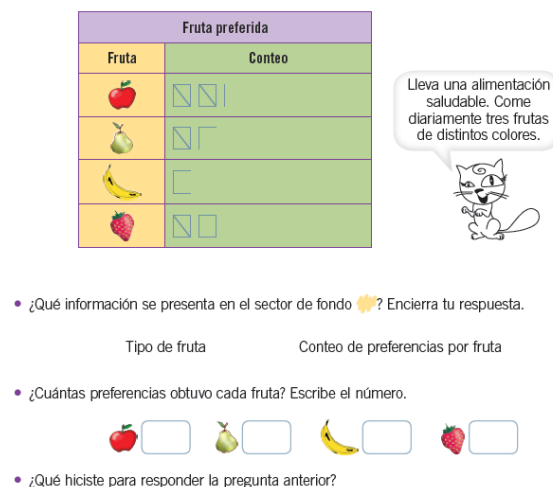 Fruta preferida
Fruta Conteo
Lleva una alimentación
saludable. Come
diariamente tres frutas
de distintos colores.
• ¿Qué información se presenta en el sector de fondo ? Encierra tu respuesta.
Tipo de fruta Conteo de preferencias por fruta
• ¿Cuántas preferencias obtuvo cada fruta? Escribe el número.
• ¿Qué hiciste para responder la pregunta anterior?